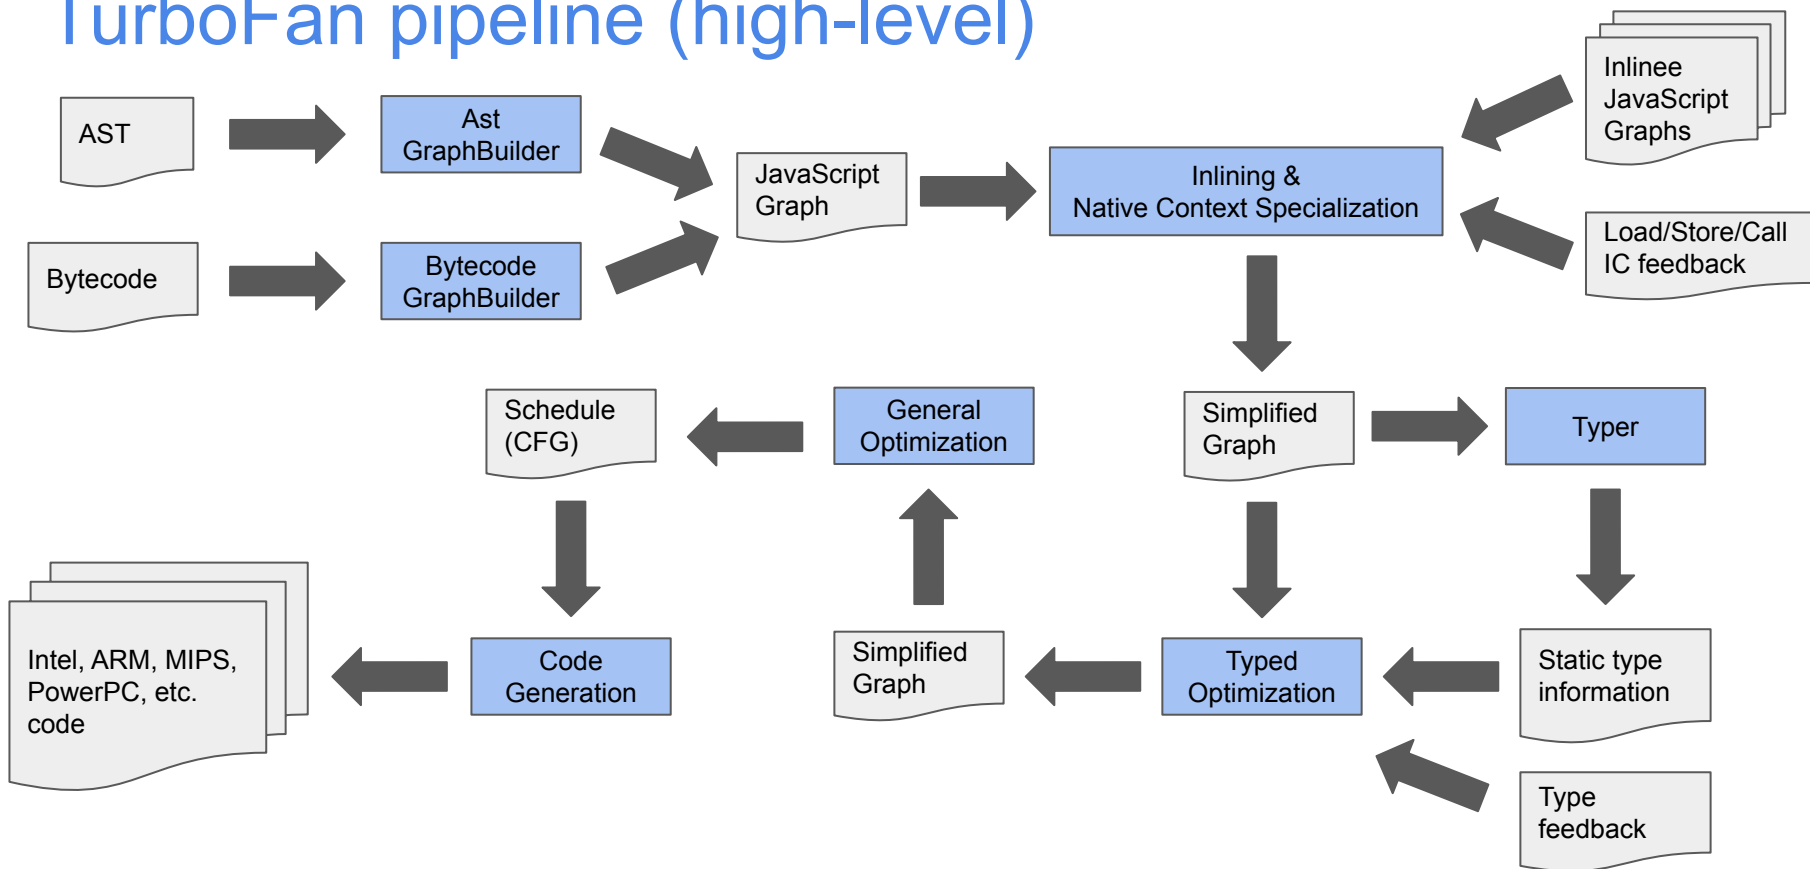 TurboFan pipeline (high-level)
AST
Ast
GraphBuilder
Bytecode
Bytecode
GraphBuilder
JavaScript
Graph
Inlining &
Native Context Specialization
Inlinee
JavaScript
Graphs
Load/Store/Call
IC feedback
Schedule
(CFG)
General
Optimization
Simplified
Graph
Typer
Intel, ARM, MIPS,
PowerPC, etc.
code
Code
Generation
Simplified
Graph
Typed
Optimization
Static type
information
Type
feedback